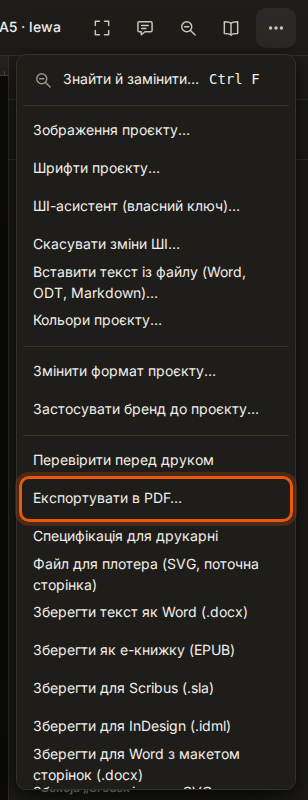 A5 · Iewa
Знайти й замінити... Ctrl F
Зображення проєкту...
Шрифти проєкту...
ШІ-асистент (власний ключ)...
Скасувати зміни ШІ...
Вставити текст із файлу (Word,
ODT, Markdown)...
Кольори проєкту...
Змінити формат проєкту...
Застосувати бренд до проєкту...
Перевірити перед друком
Експортувати в PDF...
Специфікація для друкарні
Файл для плотера (SVG, поточна
сторінка)
Зберегти текст як Word (.docx)
Зберегти як е-книжку (EPUB)
Зберегти для Scribus (.sla)
Зберегти для InDesign (.idml)
Зберегти для Word з макетом
сторінок (.docx)